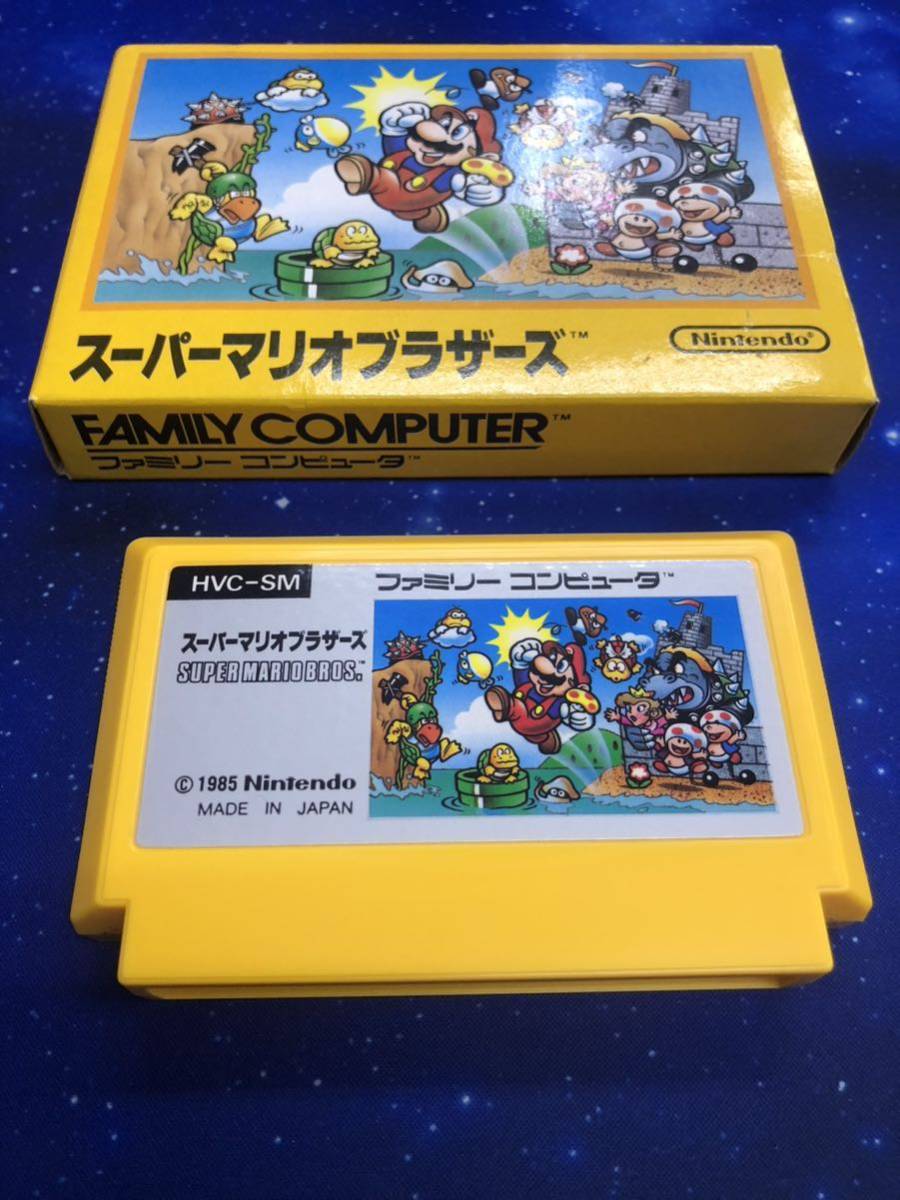 スーパーマリオブラザーズ™
Nintendo®
FAMILY COMPUTER™
ファミリー コンピュータ™
HVC-SM
ファミリー コンピュータ™
スーパーマリオブラザーズ
SUPER MARIO BROS.™
© 1985 Nintendo
MADE IN JAPAN